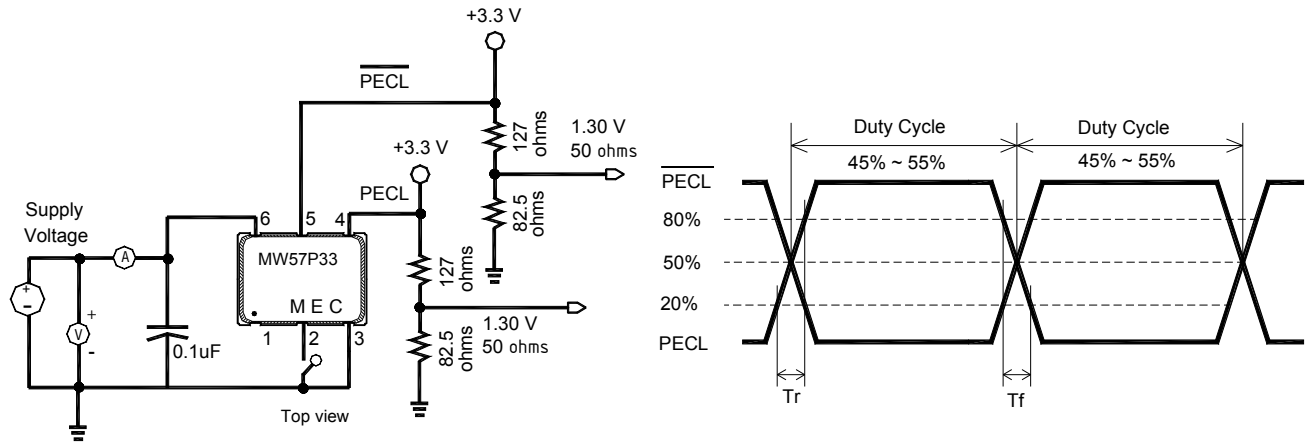 +3.3 V
PECL
127 ohms
1.30 V
50 ohms
82.5 ohms
+3.3 V
PECL
Supply
Voltage
6
5
4
A
MW57P33
127 ohms
+
-
M E C
+
V
-
0.1uF
1
2
3
1.30 V
50 ohms
82.5 ohms
Top view
Duty Cycle
Duty Cycle
45% ~ 55%
45% ~ 55%
PECL
80%
50%
20%
PECL
Tr
Tf